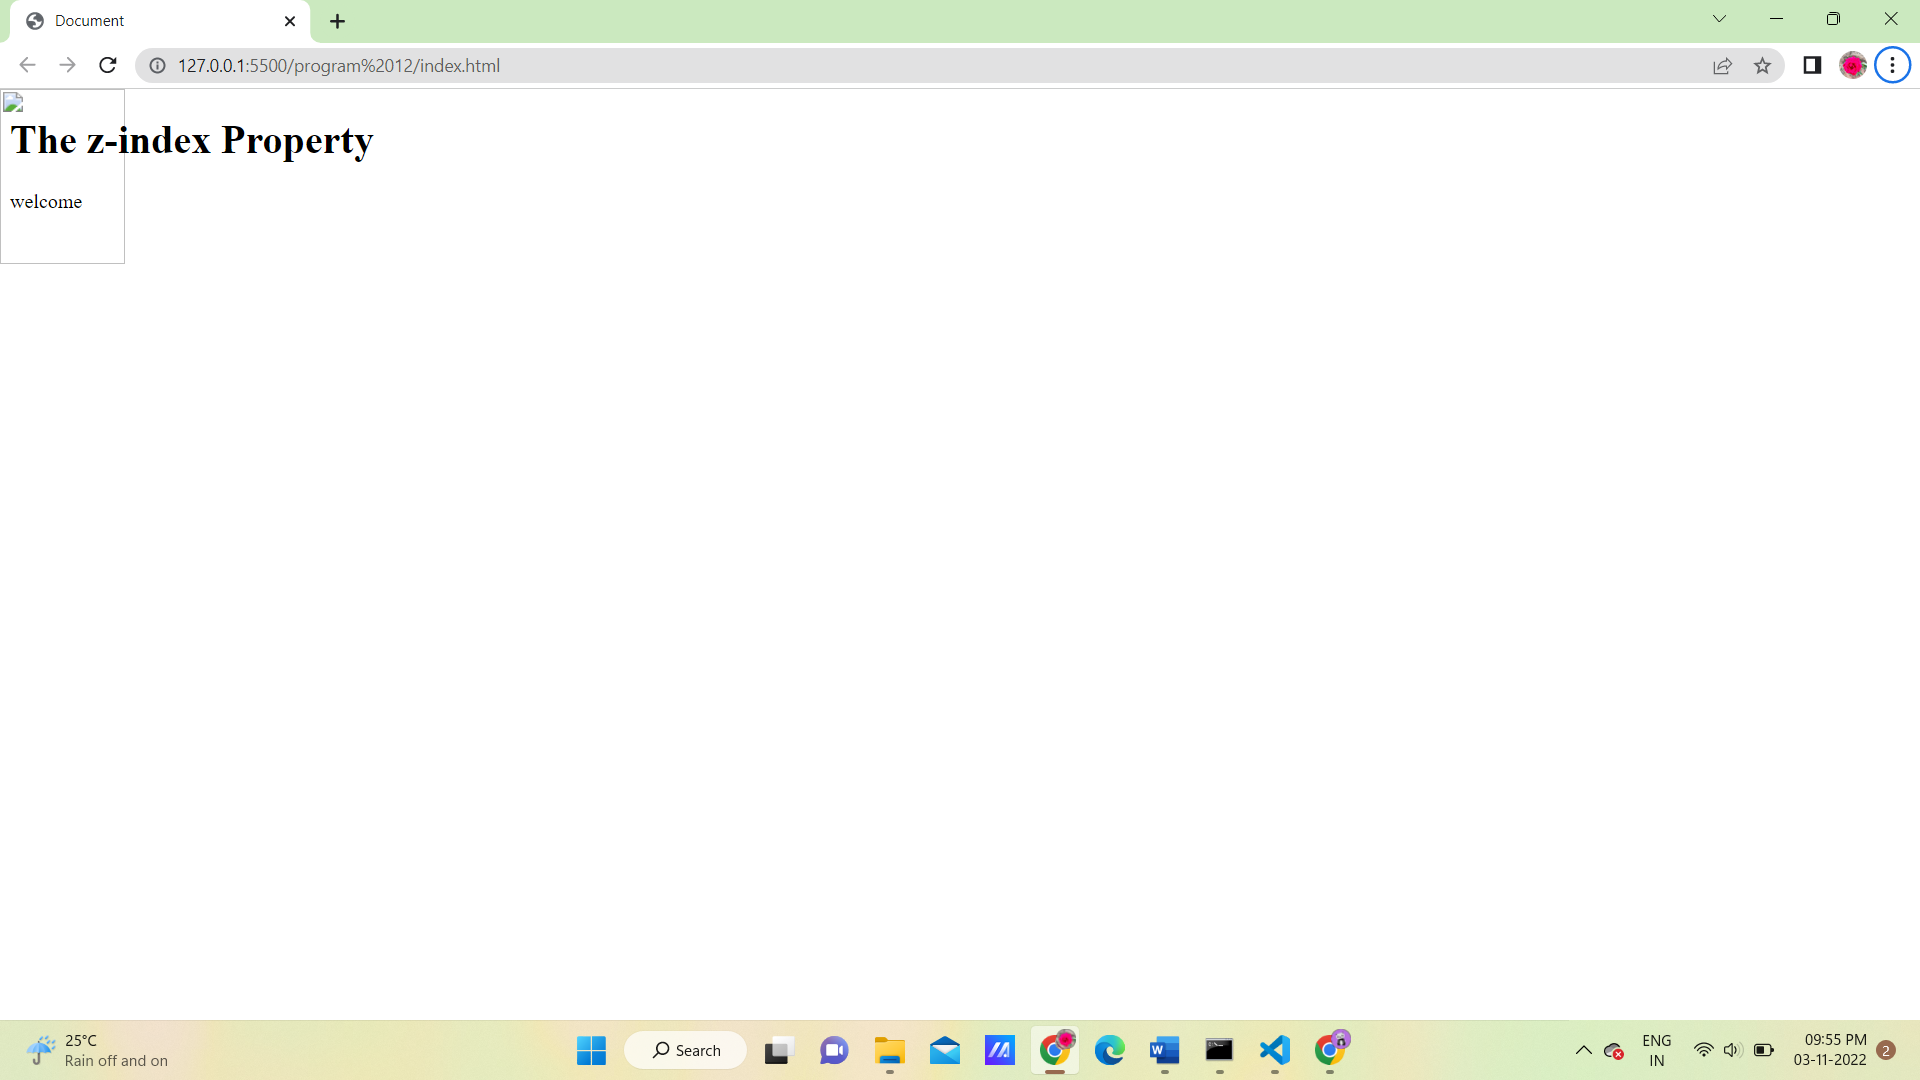 Document
127.0.0.1:5500/program%2012/index.html
The z-index Property
welcome
25°C
Rain off and on
Search
ENG
IN
09:55 PM
03-11-2022
2